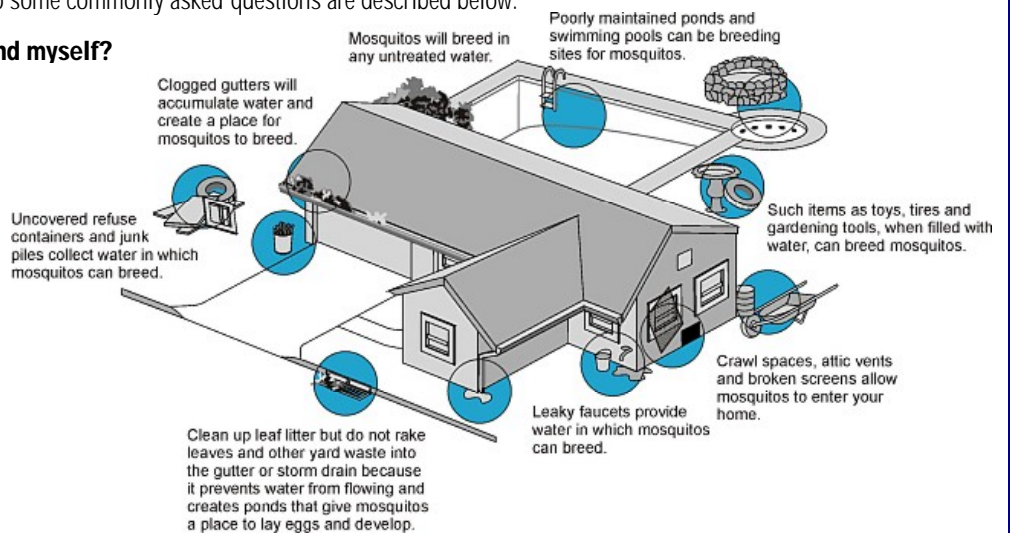 o some commonly asked questions are described below.
nd myself?
Mosquitos will breed in
any untreated water.
Poorly maintained ponds and
swimming pools can be breeding
sites for mosquitos.
Clogged gutters will
accumulate water and
create a place for
mosquitos to breed.
Uncovered refuse
containers and junk
piles collect water in which
mosquitos can breed.
Such items as toys, tires and
gardening tools, when filled with
water, can breed mosquitos.
Crawl spaces, attic vents
and broken screens allow
mosquitos to enter your
home.
Leaky faucets provide
water in which mosquitos
can breed.
Clean up leaf litter but do not rake
leaves and other yard waste into
the gutter or storm drain because
it prevents water from flowing and
creates ponds that give mosquitos
a place to lay eggs and develop.